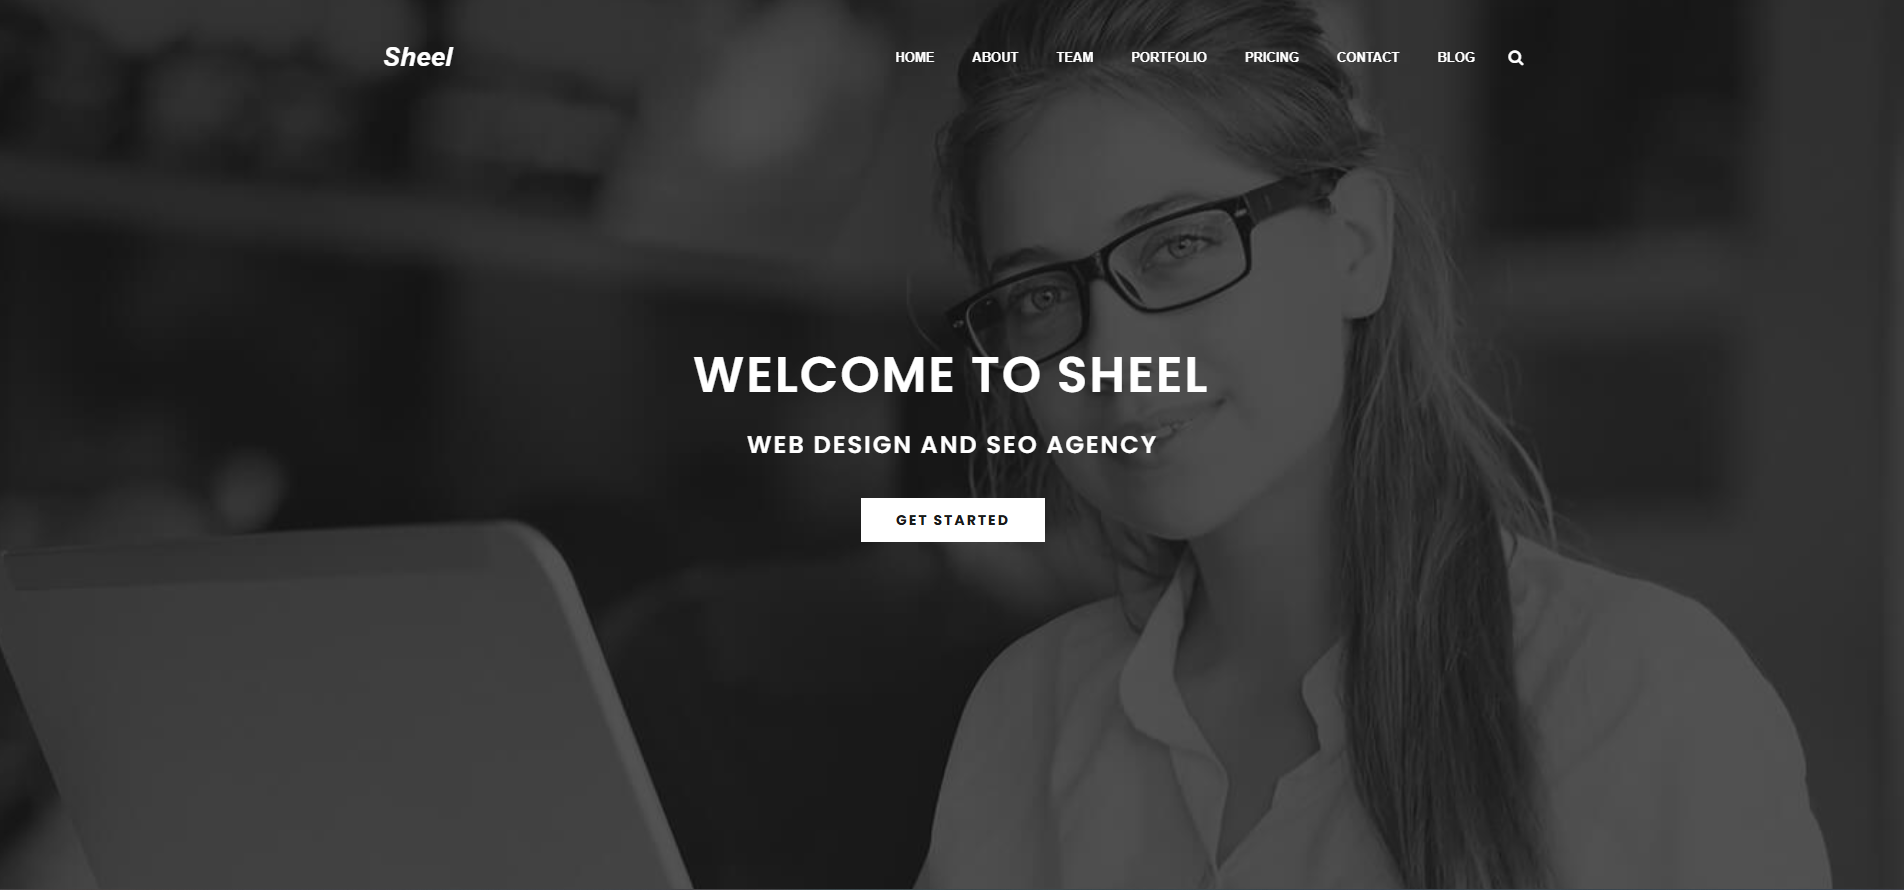 Sheel
HOME ABOUT TEAM PORTFOLIO PRICING CONTACT BLOG
WELCOME TO SHEEL
WEB DESIGN AND SEO AGENCY
GET STARTED